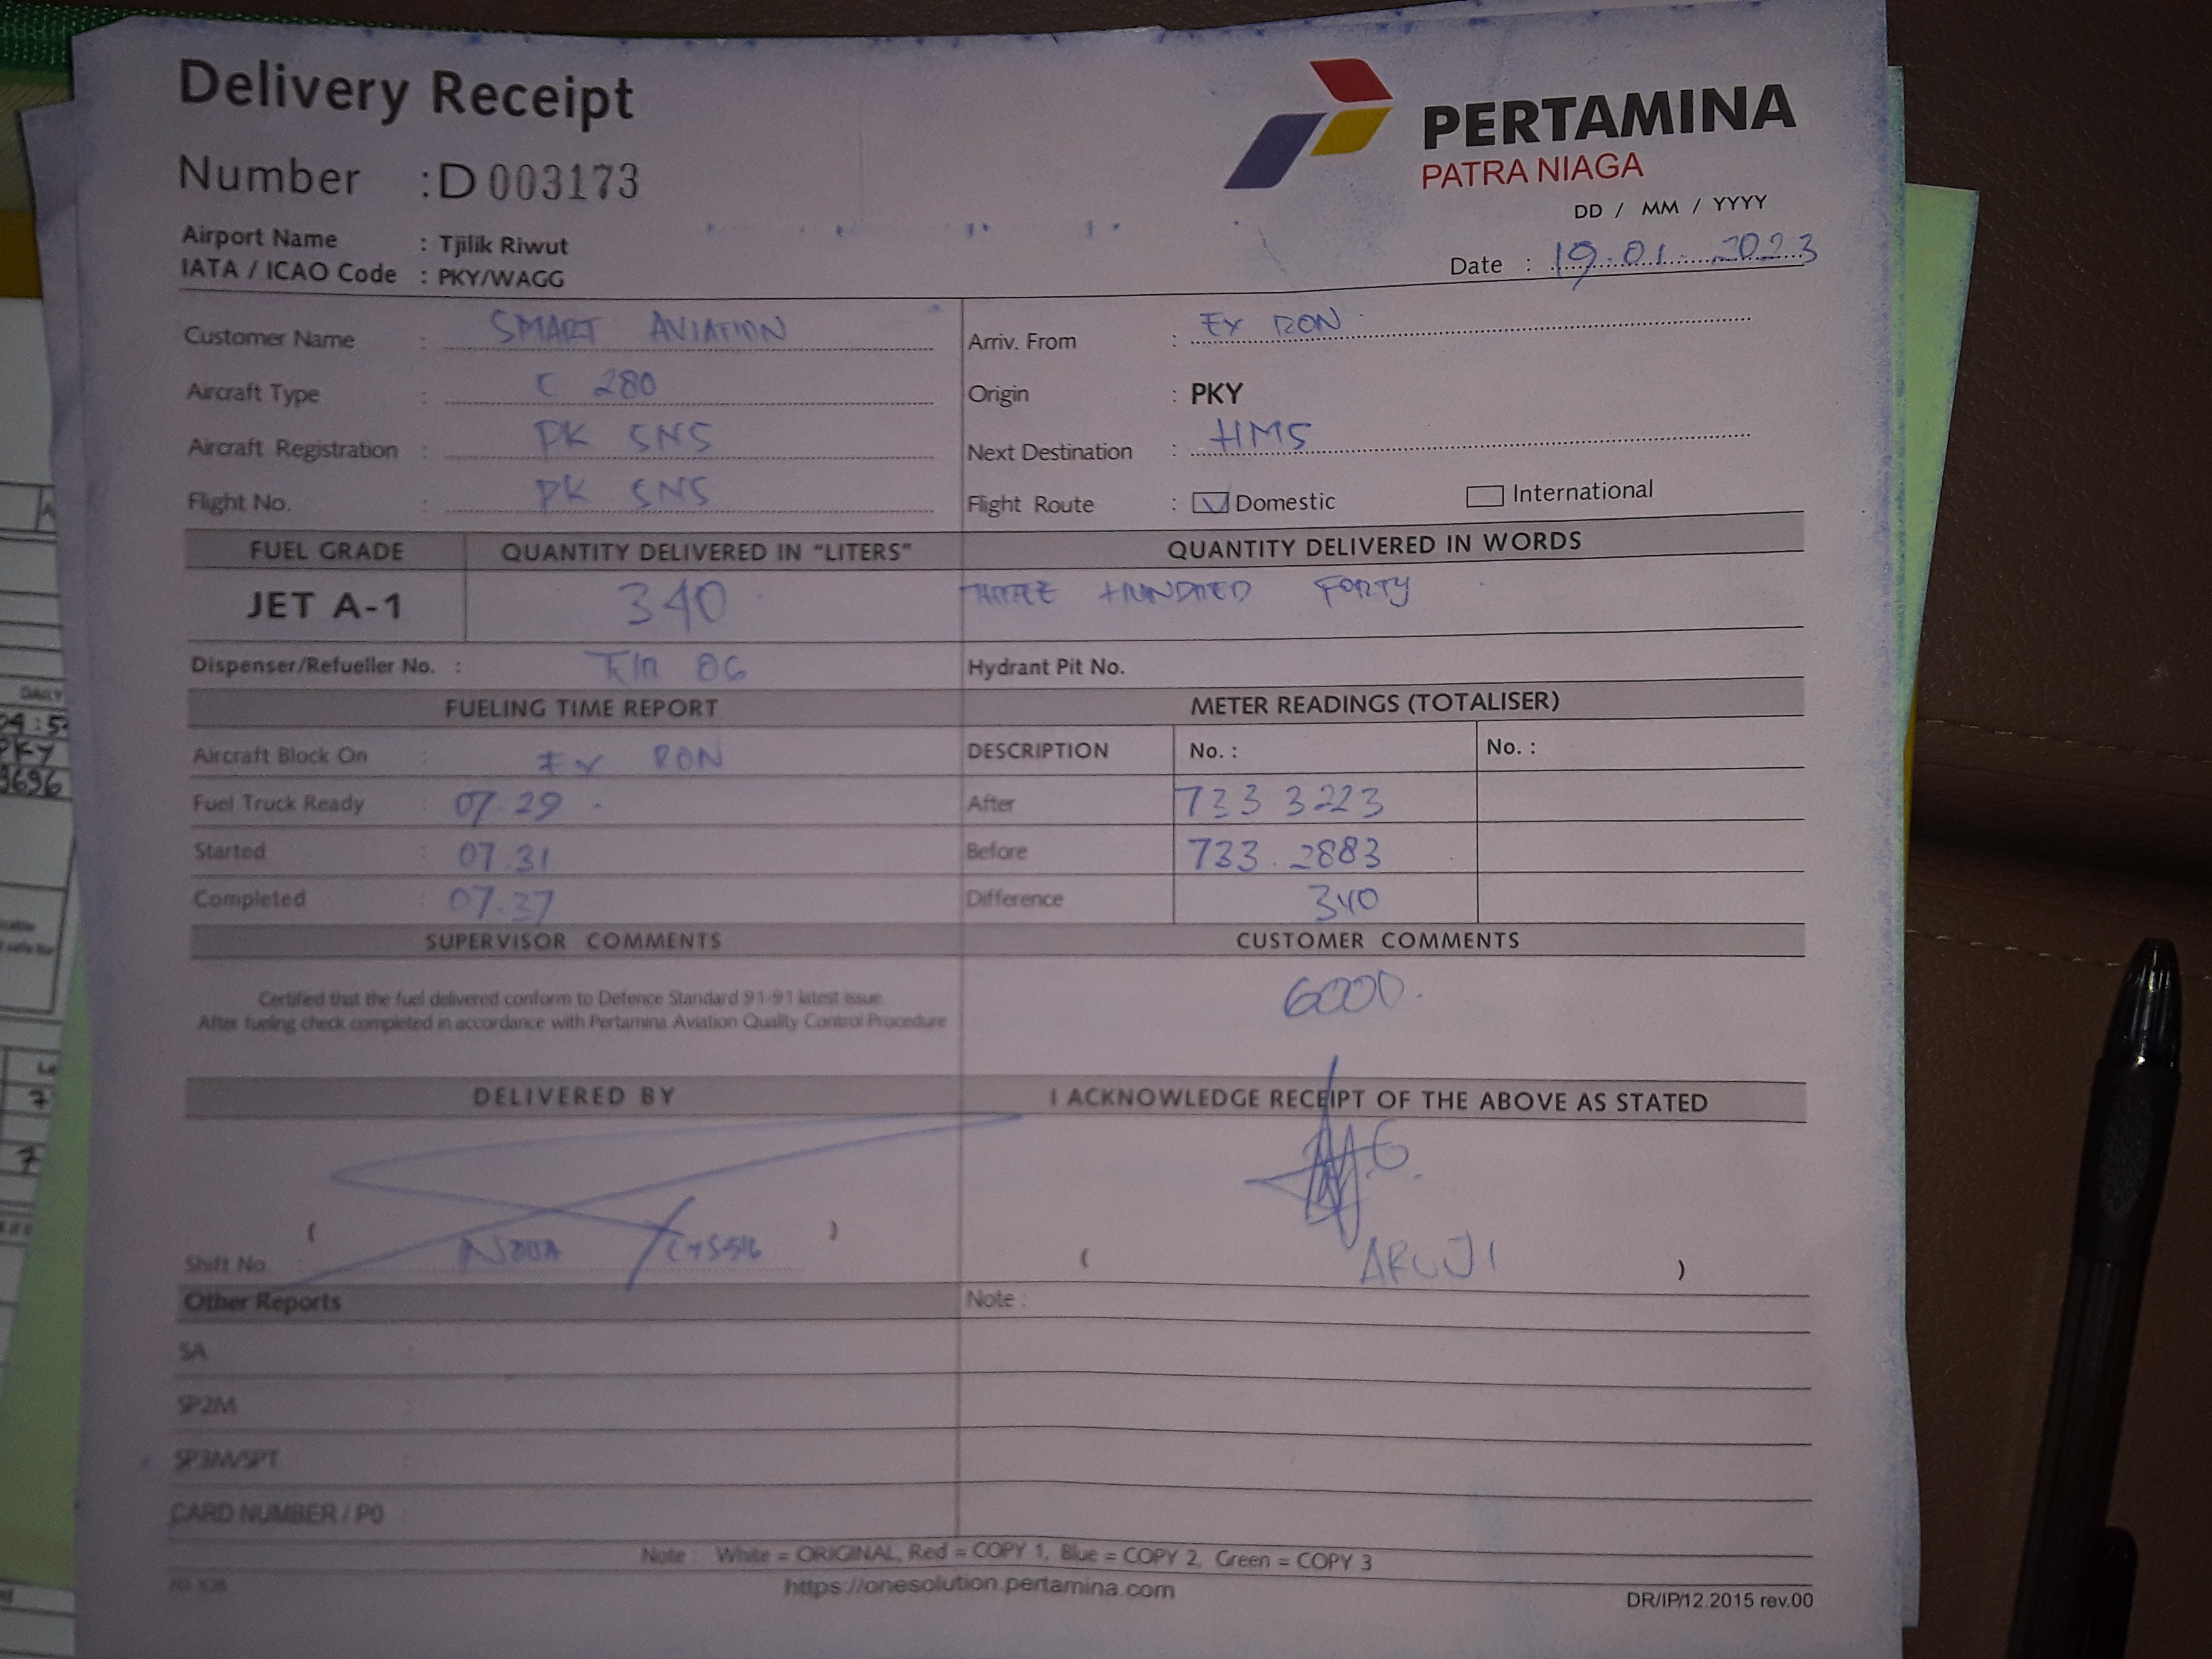 Delivery Receipt
PERTAMINA
PATRA NIAGA
Number : D 003173
DD / MM / YYYY
Airport Name : Tjilik Riwut
Date : 19.01.2023
IATA / ICAO Code : PKY/WAGG
Customer Name : SMART AVIATION
Arriv. From : EX RON
Aircraft Type : C 280
Origin : PKY
Aircraft Registration : PK SNS
Next Destination : HMS
Flight No. : PK SNS
Flight Route : Domestic International
FUEL GRADE QUANTITY DELIVERED IN "LITERS" QUANTITY DELIVERED IN WORDS
JET A-1 340 THREE HUNDRED FORTY
Dispenser/Refueller No. : 06
Hydrant Pit No.
FUELING TIME REPORT METER READINGS (TOTALISER)
Aircraft Block On : EX RON
DESCRIPTION No. : No. :
Fuel Truck Ready : 07.29
After 733 3223
Started : 07.31
Before 733.2883
Completed : 07.37
Difference 340
SUPERVISOR COMMENTS CUSTOMER COMMENTS
6000.
Certified that the fuel delivered conform to Defence Standard 91-91 latest issue
After fueling check completed in accordance with Pertamina Aviation Quality Control Procedure
DELIVERED BY I ACKNOWLEDGE RECEIPT OF THE ABOVE AS STATED
( )
Shift No. :
( )
Other Reports Note :
SA :
SP2M :
SP3M/SPT :
CARD NUMBER / PO :
Note : White = ORIGINAL, Red = COPY 1, Blue = COPY 2, Green = COPY 3
https://onesolution.pertamina.com
DR/IP/12.2015 rev.00
DAILY
PKY
3696